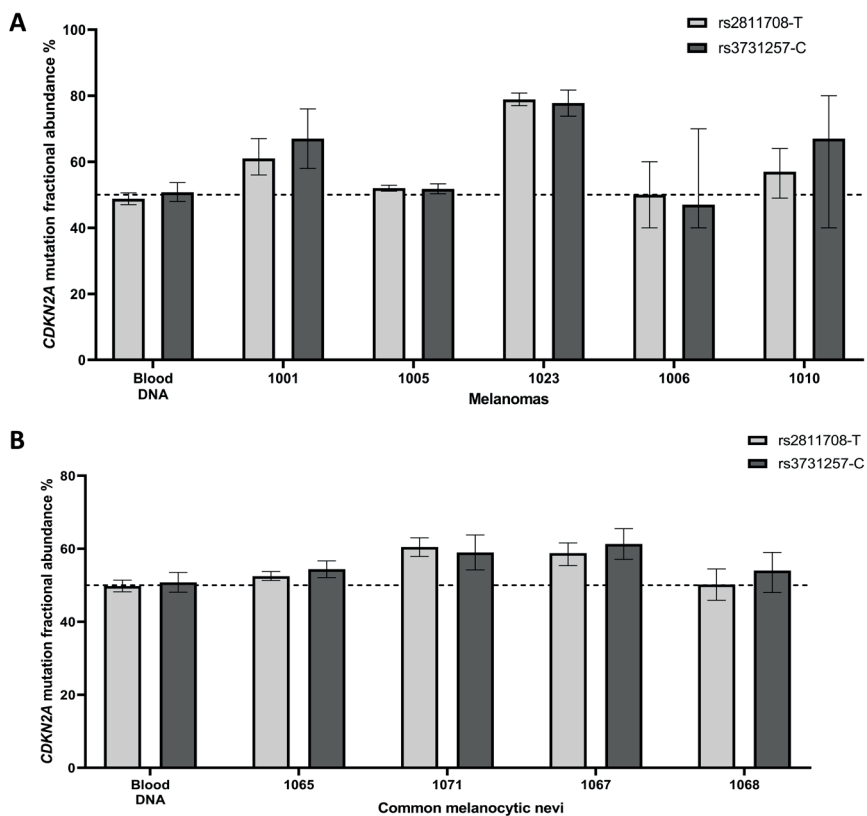 A
rs2811708-T
rs3731257-C
CDKN2A mutation fractional abundance %
100
80
60
40
20
0
Blood
DNA
1001
1005
1023
1006
1010
Melanomas
B
rs2811708-T
rs3731257-C
CDKN2A mutation fractional abundance %
80
60
40
20
0
Blood
DNA
1065
1071
1067
1068
Common melanocytic nevi